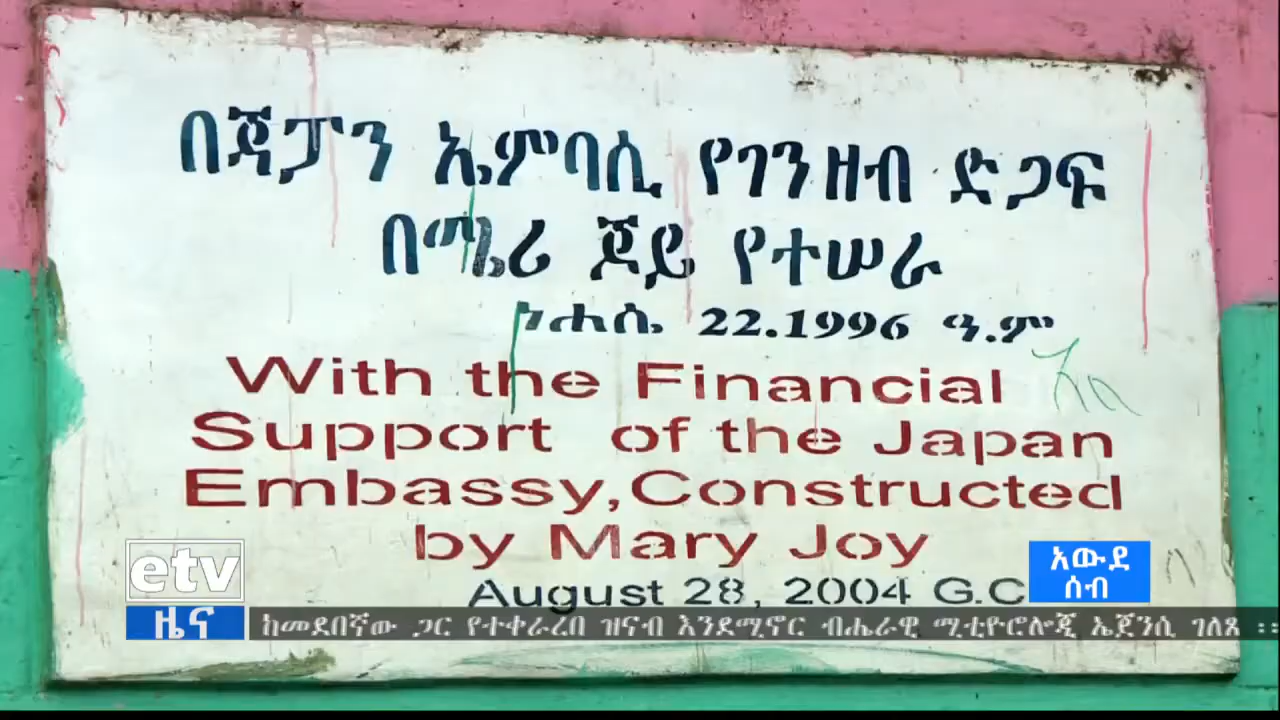 በጃፓን ኤምባሲ የገንዘብ ድጋፍ
በሜሪ ጆይ የተሠራ
ነሐሴ 22.1996 ዓ.ም
With the Financial
Support of the Japan
Embassy,Constructed
by Mary Joy
August 28, 2004 G.C
etv
ዜና
አውደ
ሰብ
ከመደበኛው ጋር የተቀራረበ ዝናብ እንደሚኖር ብሔራዊ ሚቲዮሮሎጂ ኤጀንሲ ገለጸ ፡፡